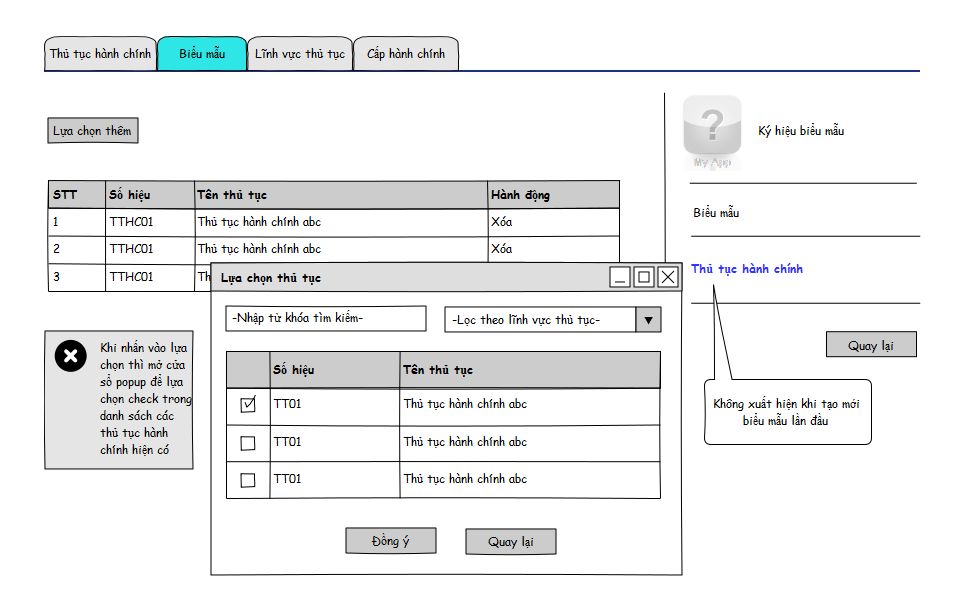 Thủ tục hành chính
Biểu mẫu
Lĩnh vực thủ tục
Cấp hành chính
Lựa chọn thêm
STT Số hiệu Tên thủ tục Hành động
1 TTHC01 Thủ tục hành chính abc Xóa
2 TTHC01 Thủ tục hành chính abc Xóa
3 TTHC01 Th
?
My App
Ký hiệu biểu mẫu
Biểu mẫu
Thủ tục hành chính
Quay lại
Không xuất hiện khi tạo mới
biểu mẫu lần đầu
Khi nhấn vào lựa
chọn thì mở cửa
sổ popup để lựa
chọn check trong
danh sách các
thủ tục hành
chính hiện có
Lựa chọn thủ tục
-Nhập từ khóa tìm kiếm-
-Lọc theo lĩnh vực thủ tục-
Số hiệu Tên thủ tục
TT01 Thủ tục hành chính abc
TT01 Thủ tục hành chính abc
TT01 Thủ tục hành chính abc
Đồng ý
Quay lại